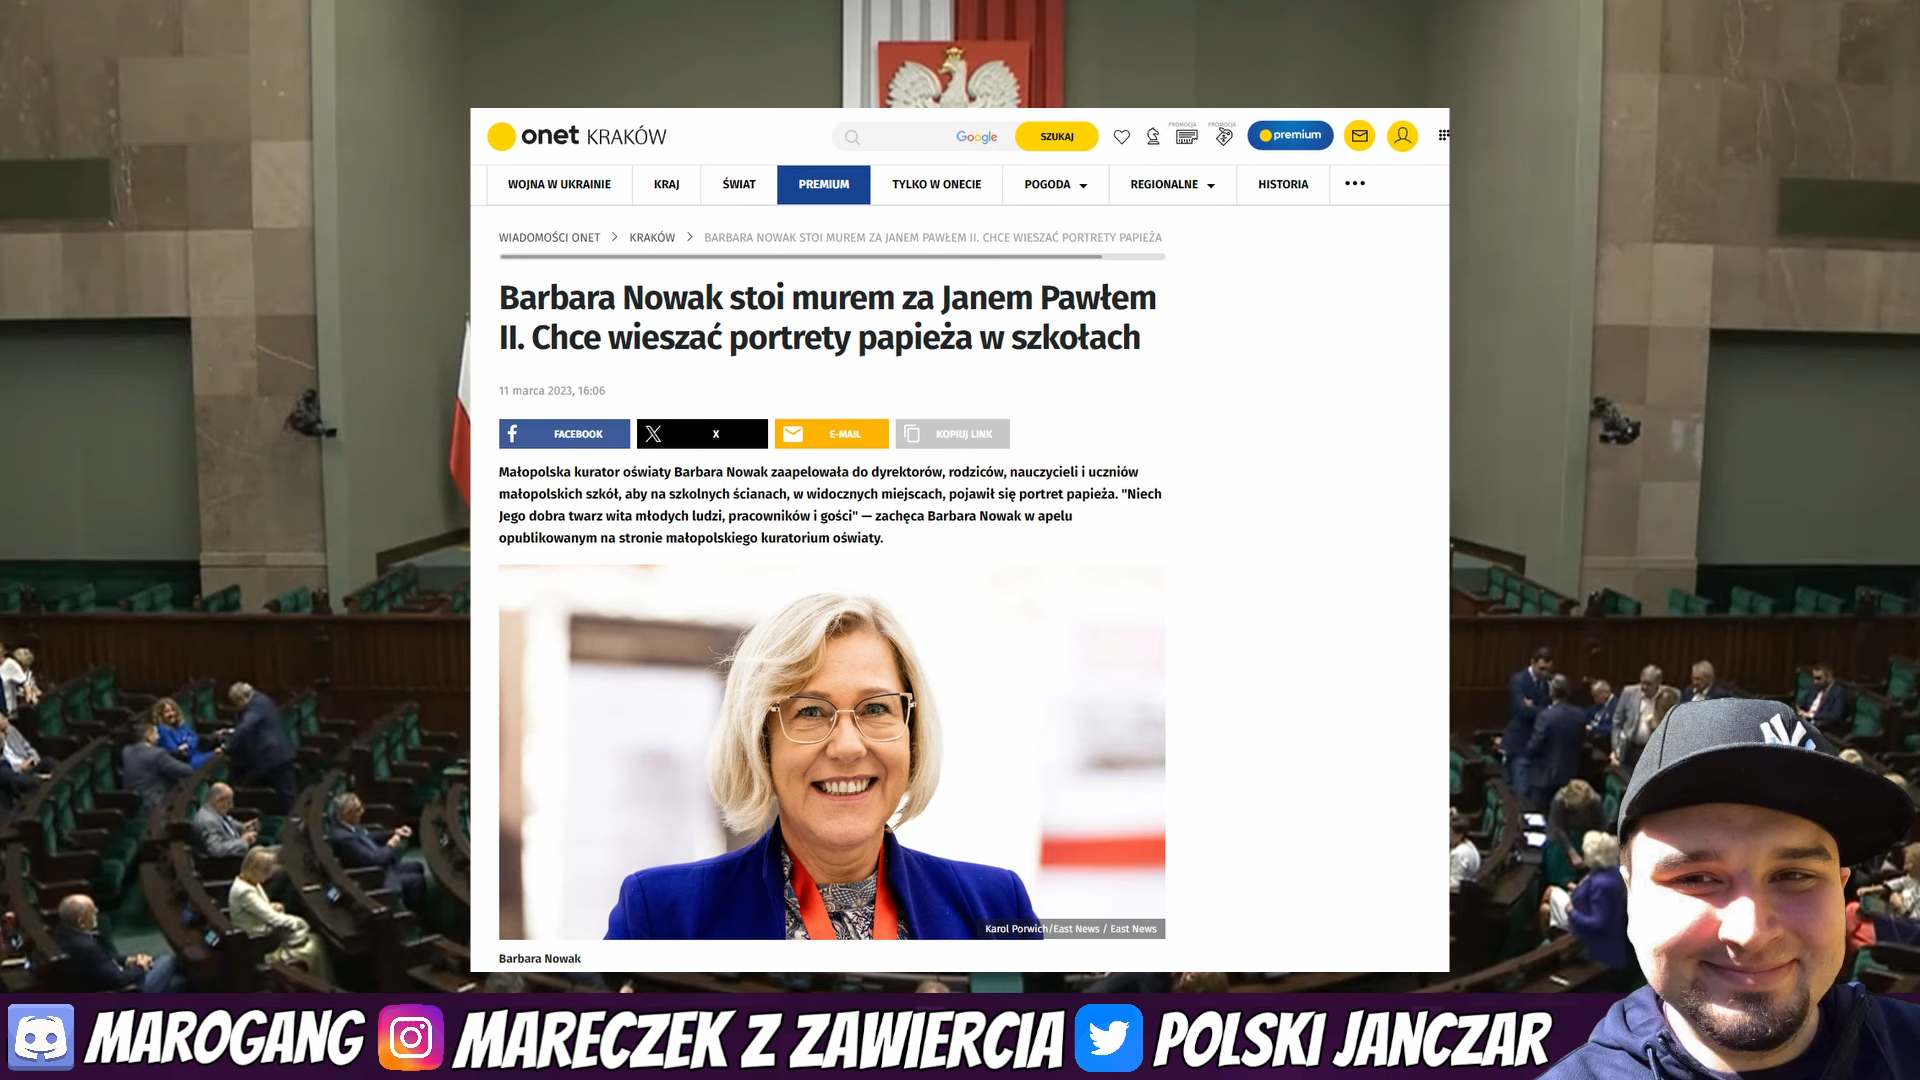 onet KRAKÓW
Google
SZUKAJ
PROMOCJA
PROMOCJA
premium
WOJNA W UKRAINIE
KRAJ
ŚWIAT
PREMIUM
TYLKO W ONECIE
POGODA
REGIONALNE
HISTORIA
WIADOMOŚCI ONET > KRAKÓW > BARBARA NOWAK STOI MUREM ZA JANEM PAWŁEM II. CHCE WIESZAĆ PORTRETY PAPIEŻA
Barbara Nowak stoi murem za Janem Pawłem
II. Chce wieszać portrety papieża w szkołach
11 marca 2023, 16:06
FACEBOOK
X
E-MAIL
KOPIUJ LINK
Małopolska kurator oświaty Barbara Nowak zaapelowała do dyrektorów, rodziców, nauczycieli i uczniów
małopolskich szkół, aby na szkolnych ścianach, w widocznych miejscach, pojawił się portret papieża. "Niech
Jego dobra twarz wita młodych ludzi, pracowników i gości" — zachęca Barbara Nowak w apelu
opublikowanym na stronie małopolskiego kuratorium oświaty.
Karol Porwich/East News / East News
Barbara Nowak
MAROGANG
MARECZEK Z ZAWIERCIA
POLSKI JANCZAR